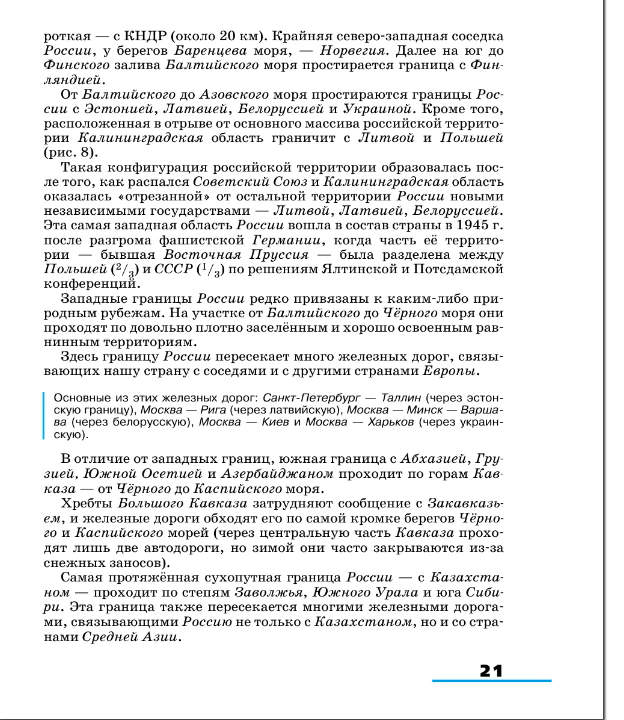 роткая — с КНДР (около 20 км). Крайняя северо-западная соседка
России, у берегов Баренцева моря, — Норвегия. Далее на юг до
Финского залива Балтийского моря простирается граница с Фин-
ляндией.
От Балтийского до Азовского моря простираются границы Рос-
сии с Эстонией, Латвией, Белоруссией и Украиной. Кроме того,
расположенная в отрыве от основного массива российской террито-
рии Калининградская область граничит с Литвой и Польшей
(рис. 8).
Такая конфигурация российской территории образовалась пос-
ле того, как распался Советский Союз и Калининградская область
оказалась «отрезанной» от остальной территории России новыми
независимыми государствами — Литвой, Латвией, Белоруссией.
Эта самая западная область России вошла в состав страны в 1945 г.
после разгрома фашистской Германии, когда часть её террито-
рии — бывшая Восточная Пруссия — была разделена между
Польшей (2/3) и СССР (1/3) по решениям Ялтинской и Потсдамской
конференций.
Западные границы России редко привязаны к каким-либо при-
родным рубежам. На участке от Балтийского до Чёрного моря они
проходят по довольно плотно заселённым и хорошо освоенным рав-
нинным территориям.
Здесь границу России пересекает много железных дорог, связы-
вающих нашу страну с соседями и с другими странами Европы.
Основные из этих железных дорог: Санкт-Петербург — Таллин (через эстон-
скую границу), Москва — Рига (через латвийскую), Москва — Минск — Варша-
ва (через белорусскую), Москва — Киев и Москва — Харьков (через украин-
скую).
В отличие от западных границ, южная граница с Абхазией, Гру-
зией, Южной Осетией и Азербайджаном проходит по горам Кав-
каза — от Чёрного до Каспийского моря.
Хребты Большого Кавказа затрудняют сообщение с Закавказь-
ем, и железные дороги обходят его по самой кромке берегов Чёрно-
го и Каспийского морей (через центральную часть Кавказа прохо-
дят лишь две автодороги, но зимой они часто закрываются из-за
снежных заносов).
Самая протяжённая сухопутная граница России — с Казахста-
ном — проходит по степям Заволжья, Южного Урала и юга Сиби-
ри. Эта граница также пересекается многими железными дорога-
ми, связывающими Россию не только с Казахстаном, но и со стра-
нами Средней Азии.
21